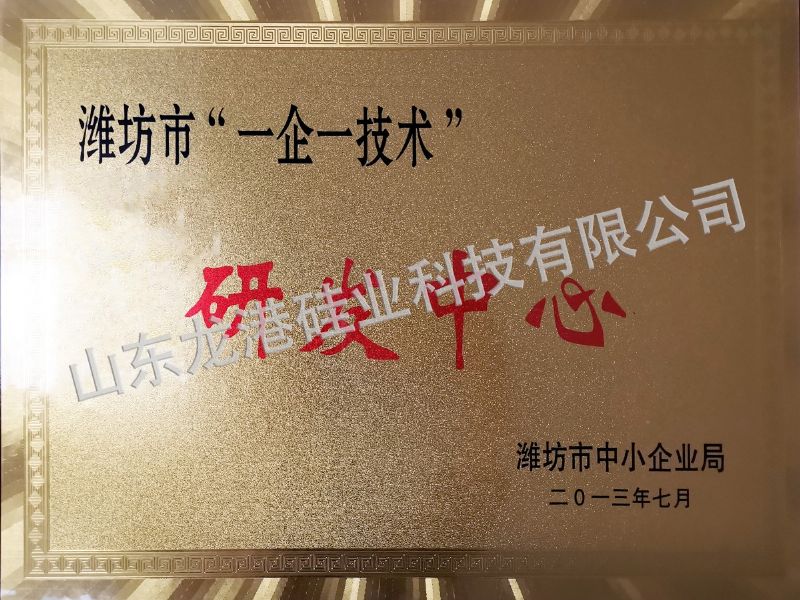 潍坊市“一企一技术”
研发中心
山东龙港硅业科技有限公司
潍坊市中小企业局
二〇一三年七月